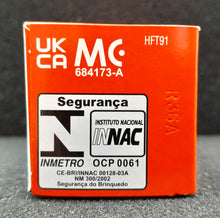 UK
CA
MC
684173-A
HFT91
R36A
Segurança
INSTITUTO NACIONAL
INNAC
INMETRO
OCP 0061
CE-BRI/INNAC 00128-03A
NM 300/2002
Segurança do Brinquedo